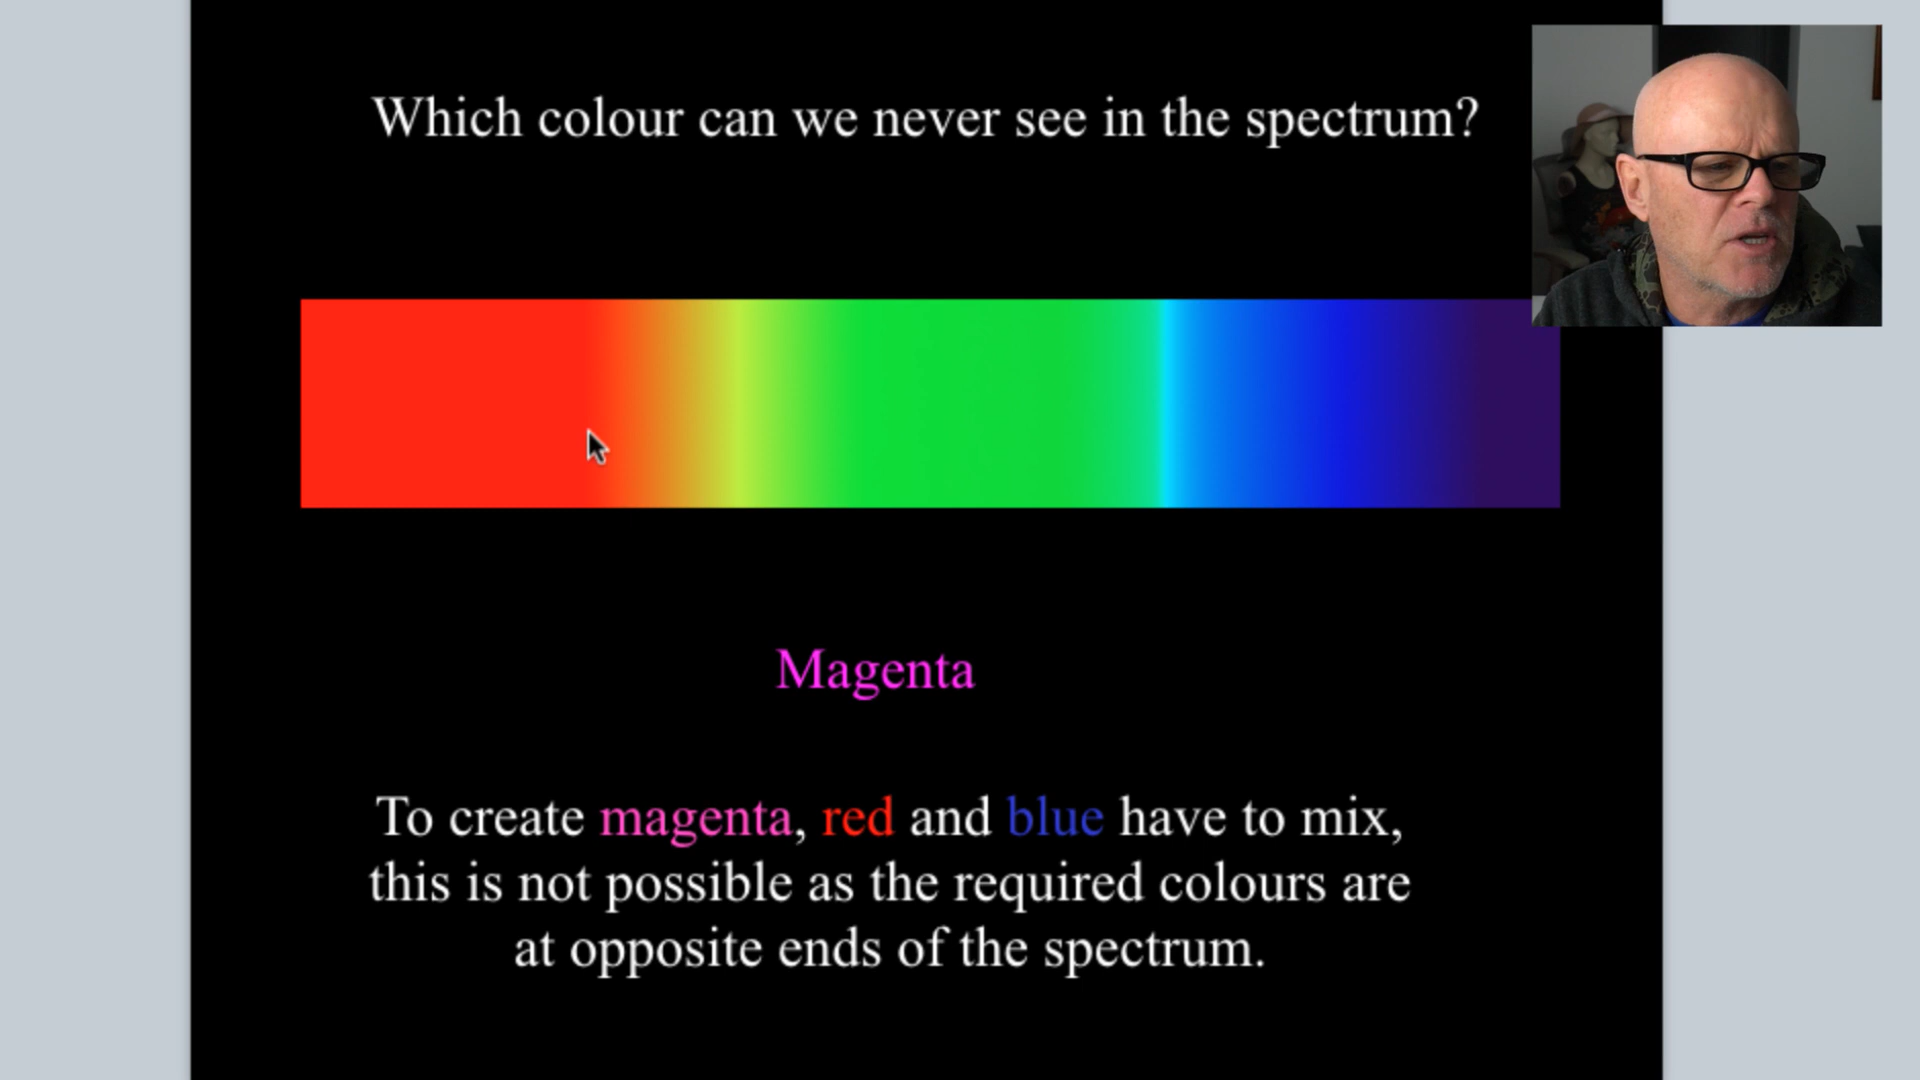 Which colour can we never see in the spectrum?
Magenta
To create magenta, red and blue have to mix,
this is not possible as the required colours are
at opposite ends of the spectrum.